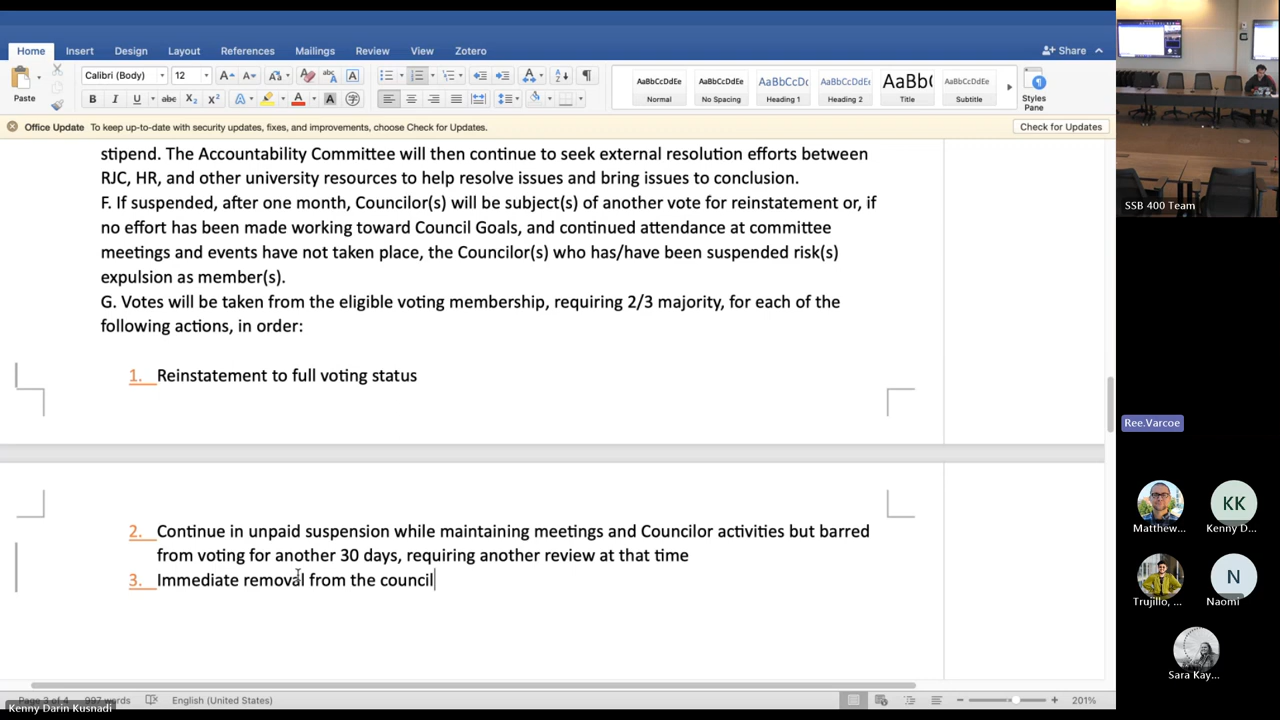 Home Insert Design Layout References Mailings Review View Zotero Share
Calibri (Body) 12
AaBbCcDdEe AaBbCcDdEe AaBbCcDc AaBbCcDdEe AaBb( AaBbCcDdEe
Paste
Normal No Spacing Heading 1 Heading 2 Title Subtitle
Styles
Pane
Office Update To keep up-to-date with security updates, fixes, and improvements, choose Check for Updates. Check for Updates
stipend. The Accountability Committee will then continue to seek external resolution efforts between
RJC, HR, and other university resources to help resolve issues and bring issues to conclusion.
F. If suspended, after one month, Councilor(s) will be subject(s) of another vote for reinstatement or, if
no effort has been made working toward Council Goals, and continued attendance at committee
meetings and events have not taken place, the Councilor(s) who has/have been suspended risk(s)
expulsion as member(s).
G. Votes will be taken from the eligible voting membership, requiring 2/3 majority, for each of the
following actions, in order:
1. Reinstatement to full voting status
2. Continue in unpaid suspension while maintaining meetings and Councilor activities but barred
from voting for another 30 days, requiring another review at that time
3. Immediate removal from the council
Page 3 of 4 997 words English (United States) 201%
Kenny Darin Kusnadi
SSB 400 Team
Ree.Varcoe
KK
Matthew... Kenny D...
N
Trujillo, ... Naomi
Sara Kay...